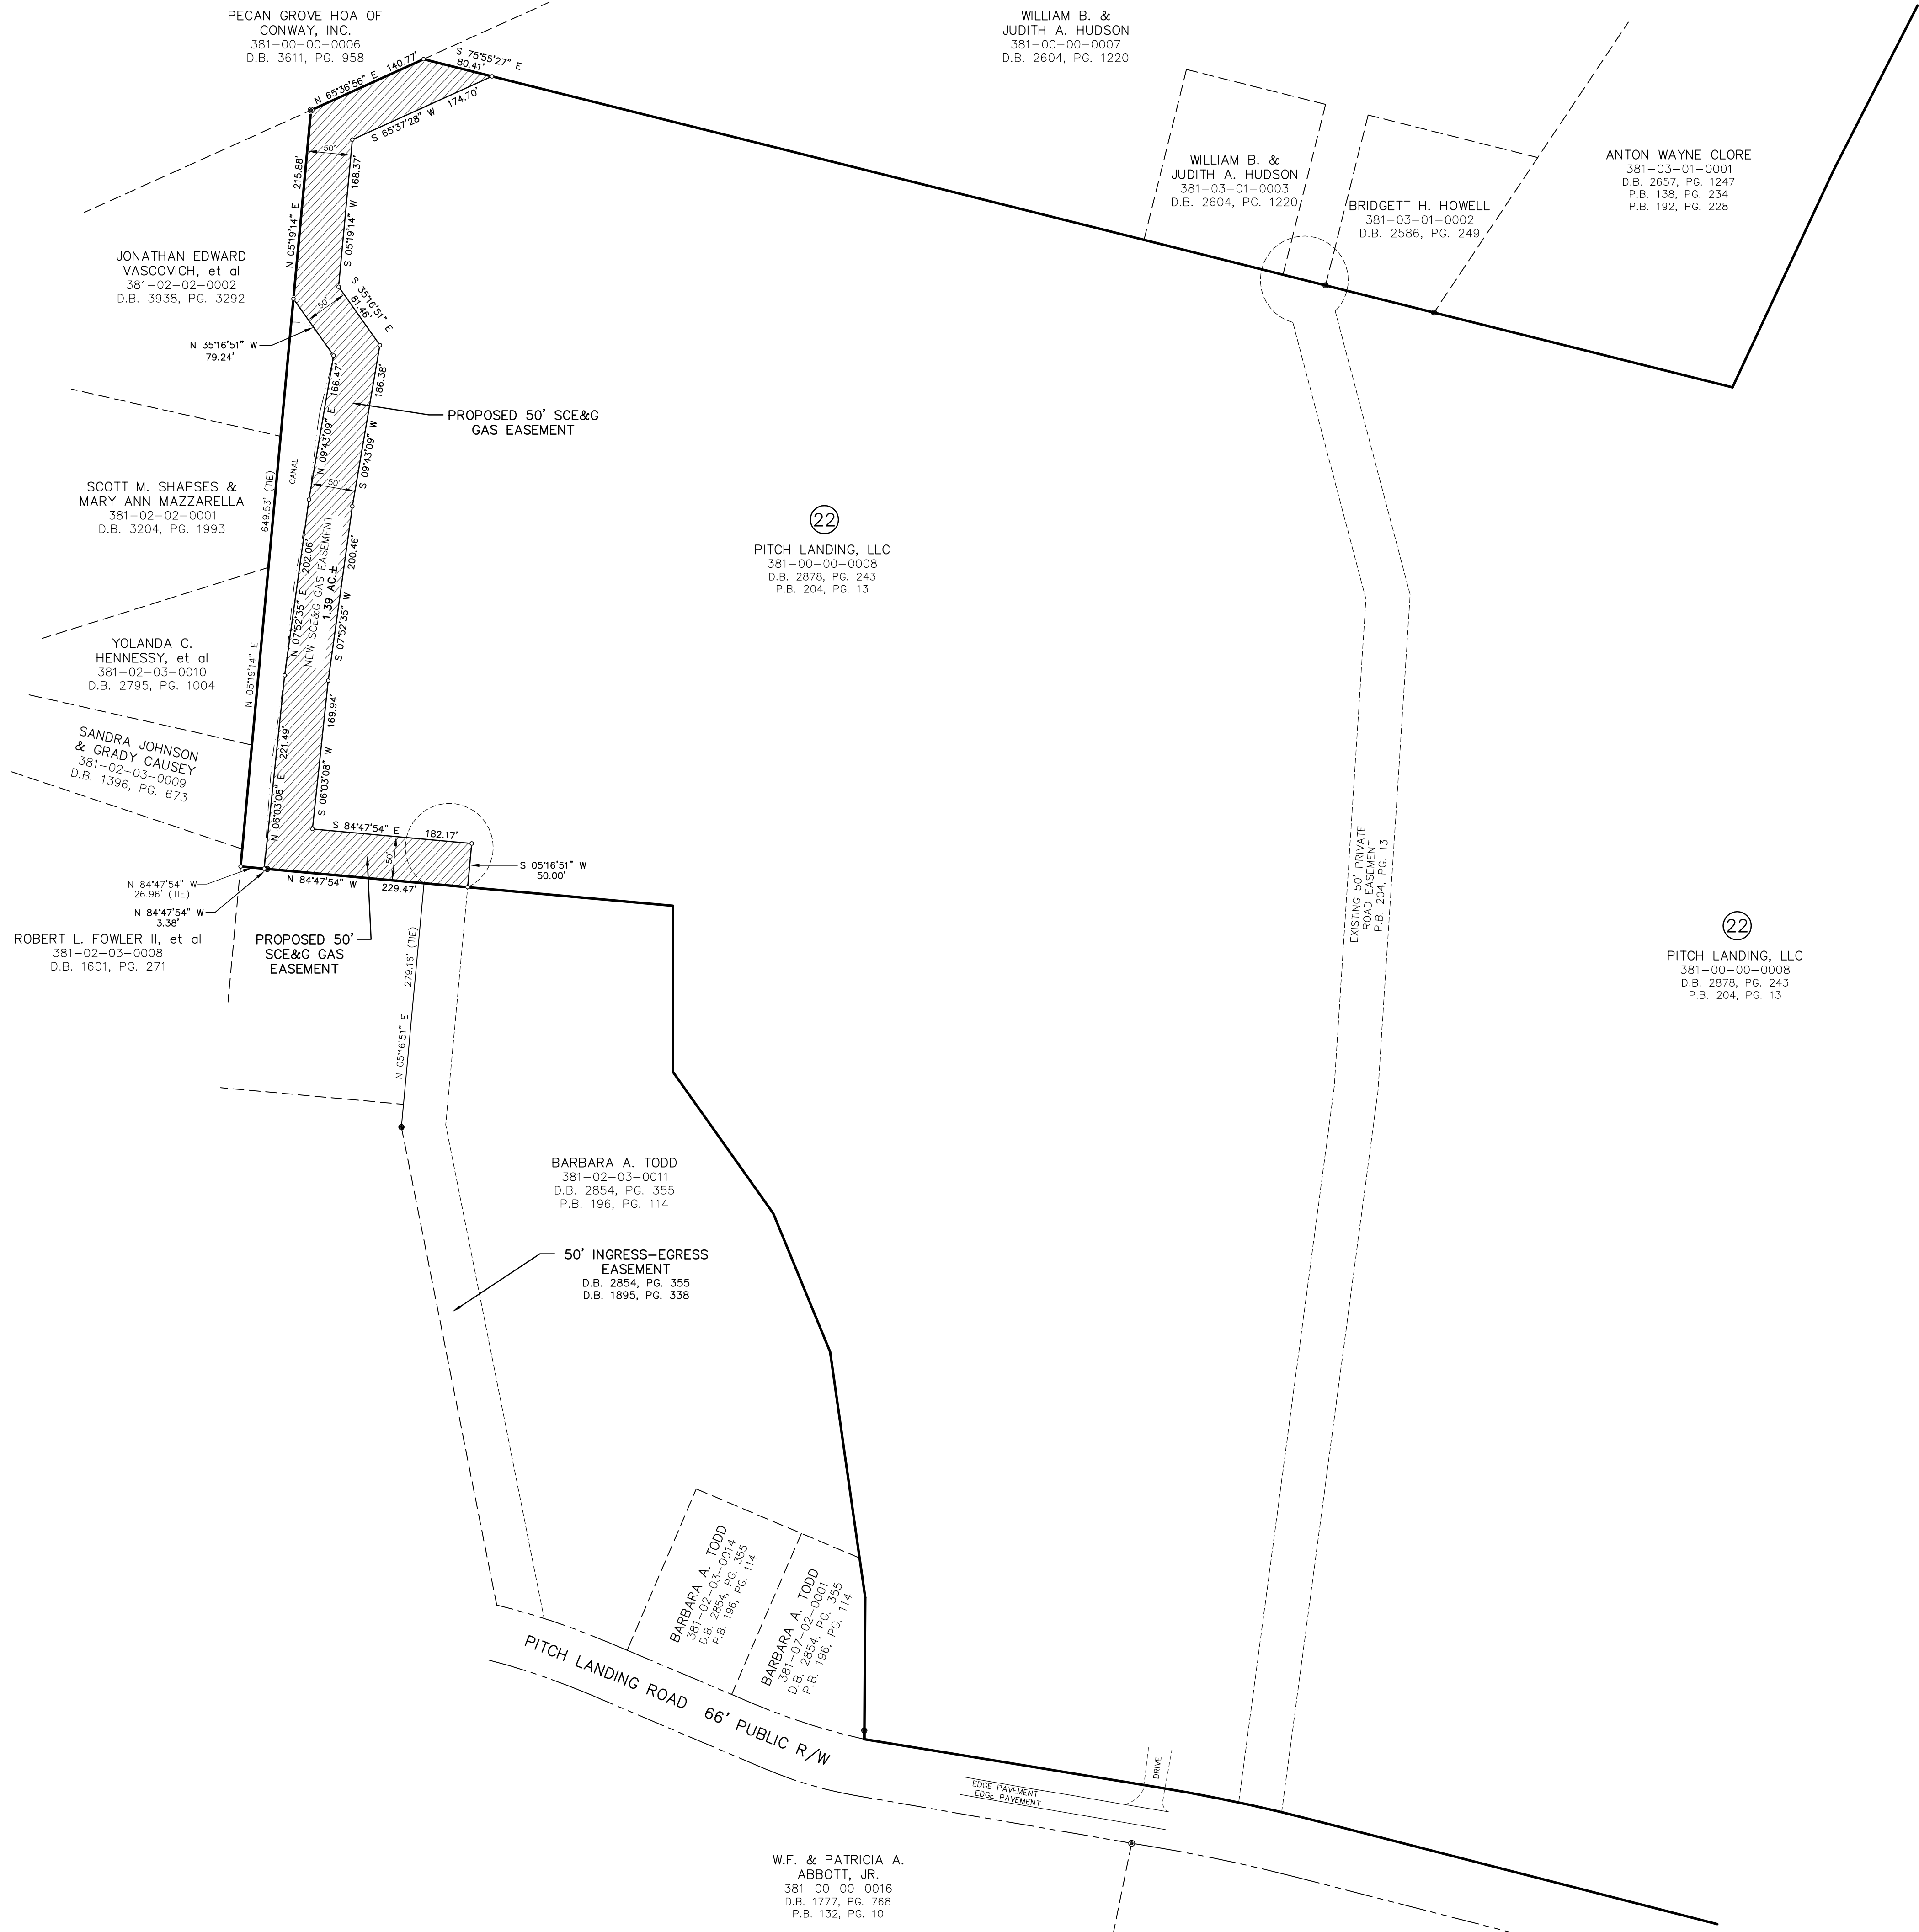 PECAN GROVE HOA OF
CONWAY, INC.
381-00-00-0006
D.B. 3611, PG. 958
WILLIAM B. &
JUDITH A. HUDSON
381-00-00-0007
D.B. 2604, PG. 1220
N 65°36'56" E 140.77'
S 75°55'27" E
80.41'
S 65°37'28" W 174.70'
50'
N 05°19'14" E 215.88'
S 05°19'14" W 168.37'
WILLIAM B. &
JUDITH A. HUDSON
381-03-01-0003
D.B. 2604, PG. 1220
BRIDGETT H. HOWELL
381-03-01-0002
D.B. 2586, PG. 249
ANTON WAYNE CLORE
381-03-01-0001
D.B. 2657, PG. 1247
P.B. 138, PG. 234
P.B. 192, PG. 228
JONATHAN EDWARD
VASCOVICH, et al
381-02-02-0002
D.B. 3938, PG. 3292
S 35°16'51" E
81.46'
50'
N 35°16'51" W
79.24'
N 09°43'09" E 166.47'
S 09°43'09" W 186.38'
PROPOSED 50' SCE&G
GAS EASEMENT
50'
CANAL
SCOTT M. SHAPSES &
MARY ANN MAZZARELLA
381-02-02-0001
D.B. 3204, PG. 1993
N 05°19'14" E 649.53' (TIE)
N 07°52'35" E 202.06'
NEW SCE&G GAS EASEMENT
1.39 AC.±
S 07°52'35" W 200.46'
22
PITCH LANDING, LLC
381-00-00-0008
D.B. 2878, PG. 243
P.B. 204, PG. 13
YOLANDA C.
HENNESSY, et al
381-02-03-0010
D.B. 2795, PG. 1004
SANDRA JOHNSON
& GRADY CAUSEY
381-02-03-0009
D.B. 1396, PG. 673
N 06°03'08" E 221.49'
S 06°03'08" W 169.94'
S 84°47'54" E 182.17'
50'
S 05°16'51" W
50.00'
N 84°47'54" W
26.96' (TIE)
N 84°47'54" W 229.47'
N 84°47'54" W
3.38'
ROBERT L. FOWLER II, et al
381-02-03-0008
D.B. 1601, PG. 271
PROPOSED 50'
SCE&G GAS
EASEMENT
N 05°16'51" E 279.16' (TIE)
EXISTING 50' PRIVATE
ROAD EASEMENT
P.B. 204, PG. 13
22
PITCH LANDING, LLC
381-00-00-0008
D.B. 2878, PG. 243
P.B. 204, PG. 13
BARBARA A. TODD
381-02-03-0011
D.B. 2854, PG. 355
P.B. 196, PG. 114
50' INGRESS-EGRESS
EASEMENT
D.B. 2854, PG. 355
D.B. 1895, PG. 338
BARBARA A. TODD
381-02-03-0014
D.B. 2854, PG. 355
P.B. 196, PG. 114
BARBARA A. TODD
381-07-02-0001
D.B. 2854, PG. 355
P.B. 196, PG. 114
PITCH LANDING ROAD 66' PUBLIC R/W
DRIVE
EDGE PAVEMENT
EDGE PAVEMENT
W.F. & PATRICIA A.
ABBOTT, JR.
381-00-00-0016
D.B. 1777, PG. 768
P.B. 132, PG. 10